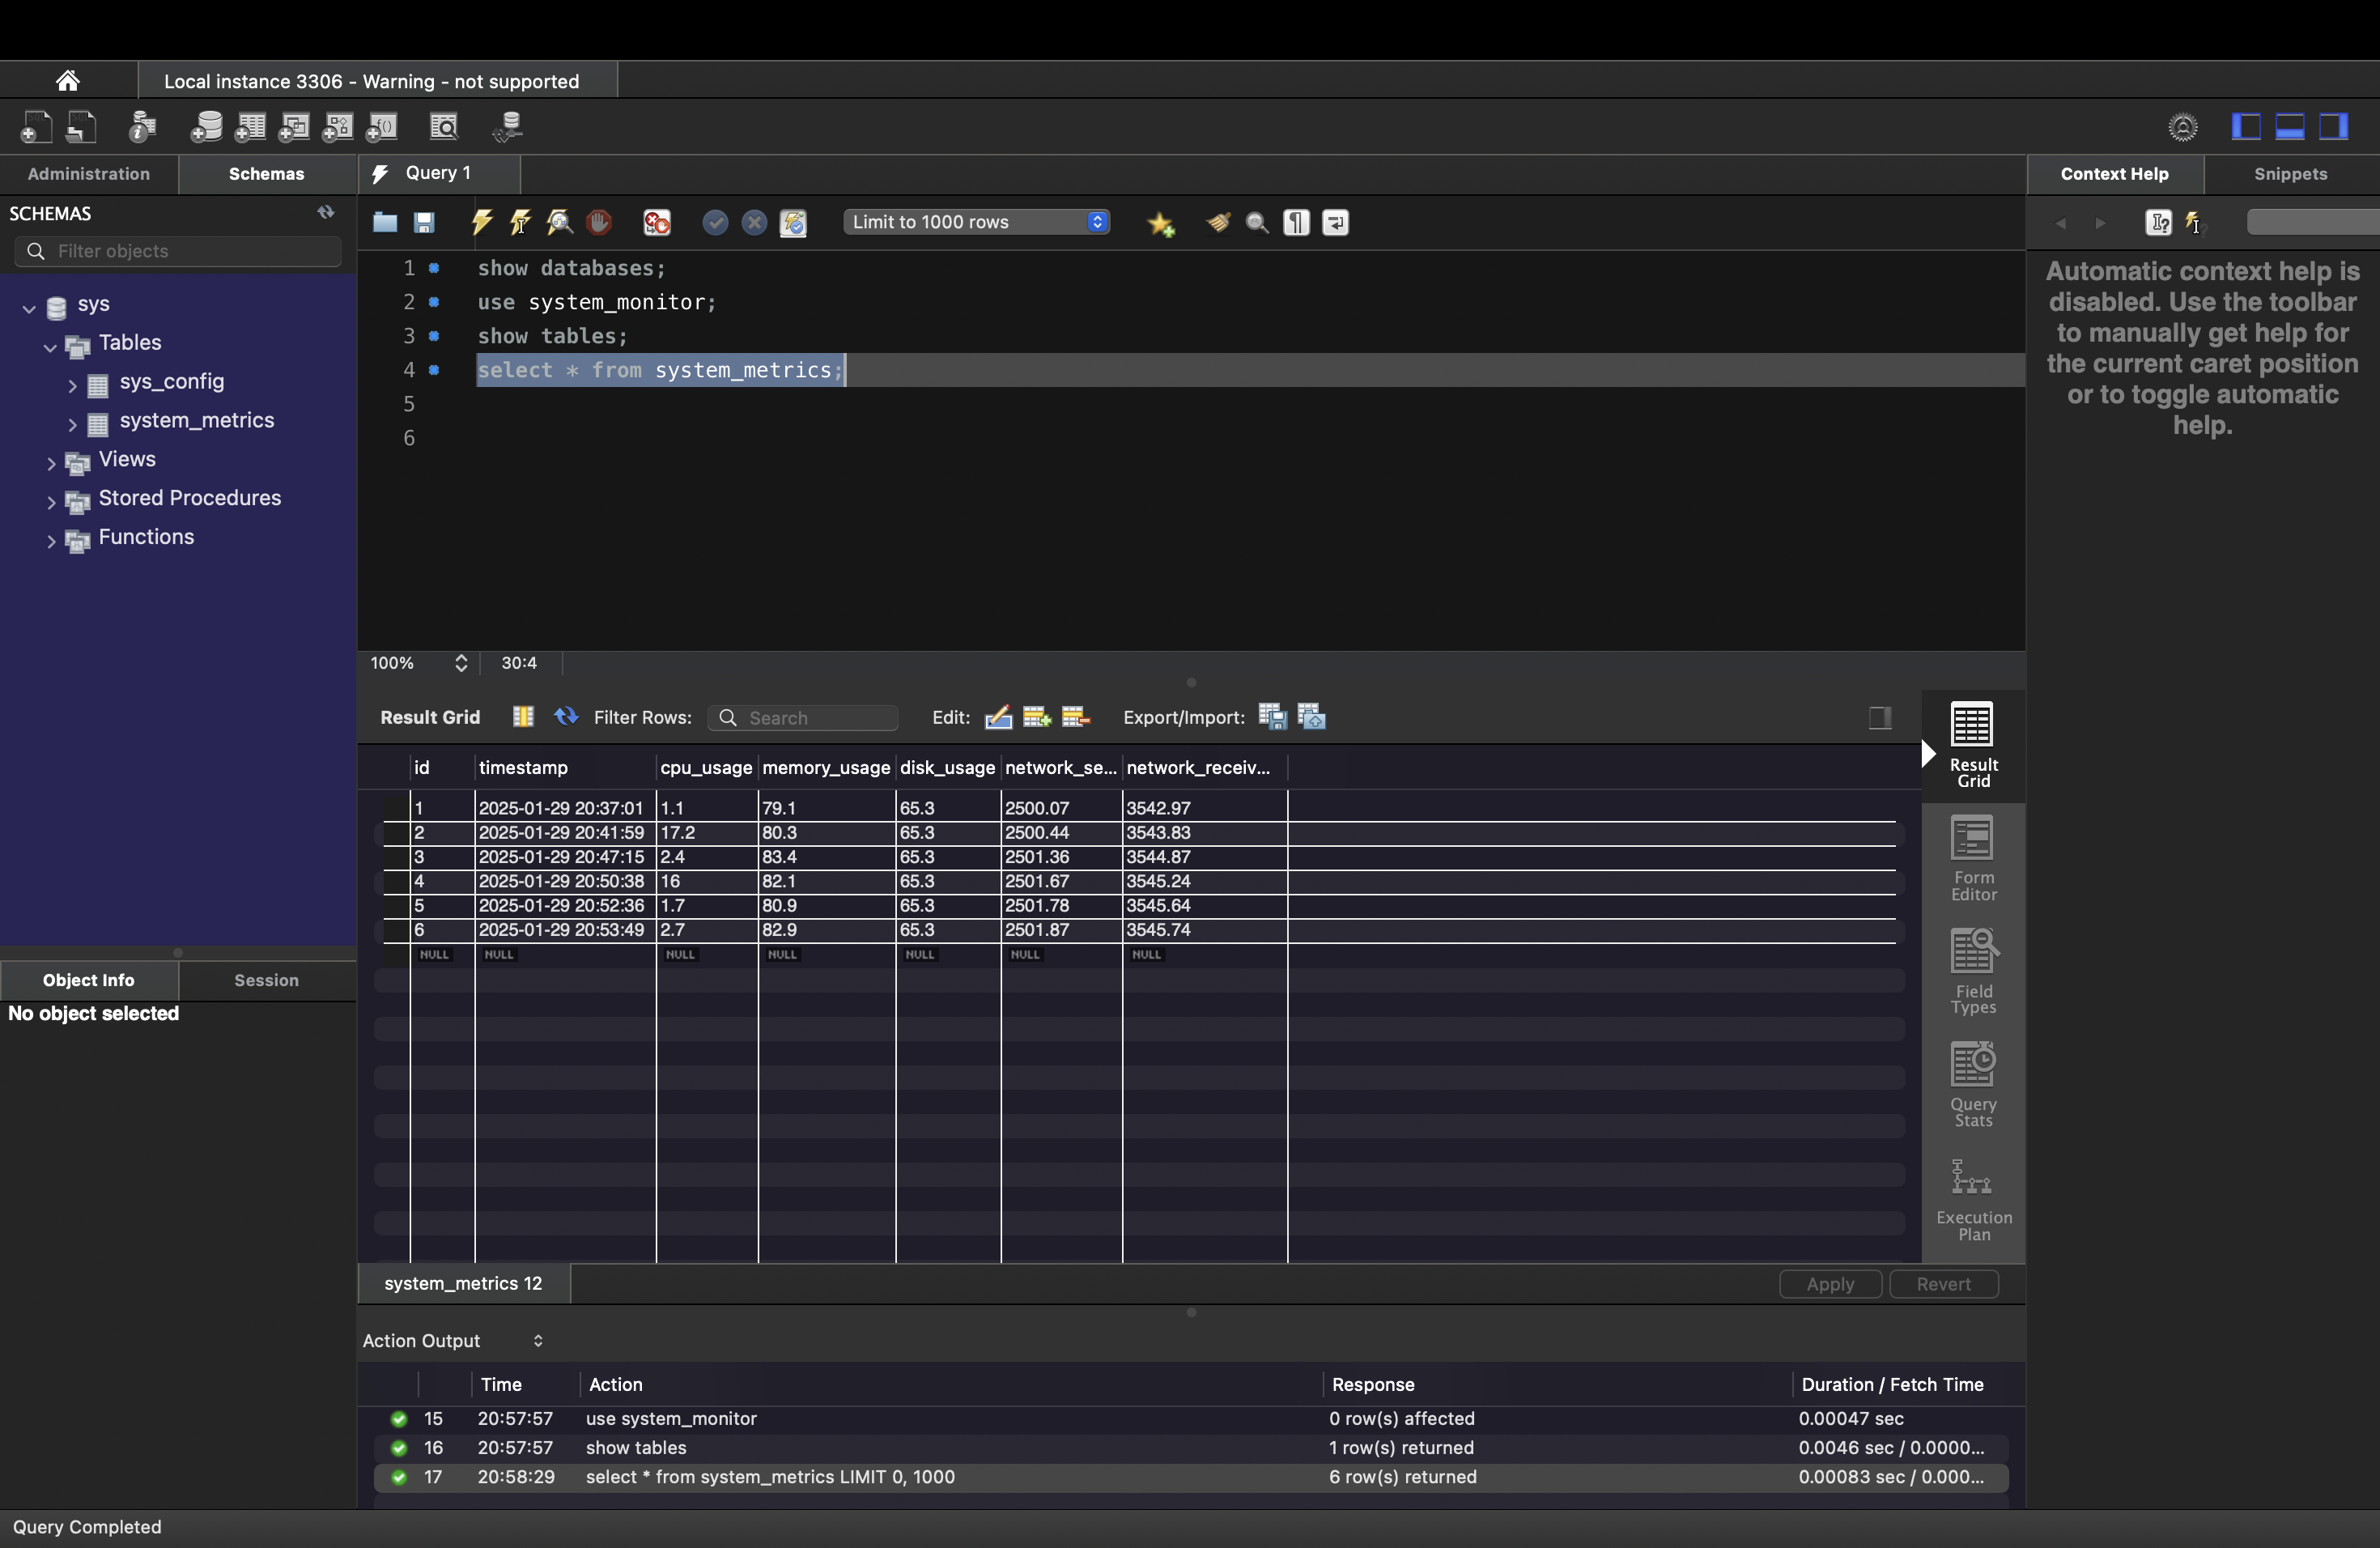 Local instance 3306 - Warning - not supported
Administration Schemas Query 1 Context Help Snippets
SCHEMAS
Limit to 1000 rows
Filter objects
sys
Tables
sys_config
system_metrics
Views
Stored Procedures
Functions
1 show databases;
2 use system_monitor;
3 show tables;
4 select * from system_metrics;
5
6
Automatic context help is
disabled. Use the toolbar
to manually get help for
the current caret position
or to toggle automatic
help.
100% 30:4
Result Grid Filter Rows: Search Edit: Export/Import:
id timestamp cpu_usage memory_usage disk_usage network_se... network_receiv...
1 2025-01-29 20:37:01 1.1 79.1 65.3 2500.07 3542.97
2 2025-01-29 20:41:59 17.2 80.3 65.3 2500.44 3543.83
3 2025-01-29 20:47:15 2.4 83.4 65.3 2501.36 3544.87
4 2025-01-29 20:50:38 16 82.1 65.3 2501.67 3545.24
5 2025-01-29 20:52:36 1.7 80.9 65.3 2501.78 3545.64
6 2025-01-29 20:53:49 2.7 82.9 65.3 2501.87 3545.74
NULL NULL NULL NULL NULL NULL NULL
Result
Grid
Form
Editor
Field
Types
Query
Stats
Execution
Plan
Object Info Session
No object selected
system_metrics 12 Apply Revert
Action Output
Time Action Response Duration / Fetch Time
15 20:57:57 use system_monitor 0 row(s) affected 0.00047 sec
16 20:57:57 show tables 1 row(s) returned 0.0046 sec / 0.0000...
17 20:58:29 select * from system_metrics LIMIT 0, 1000 6 row(s) returned 0.00083 sec / 0.000...
Query Completed